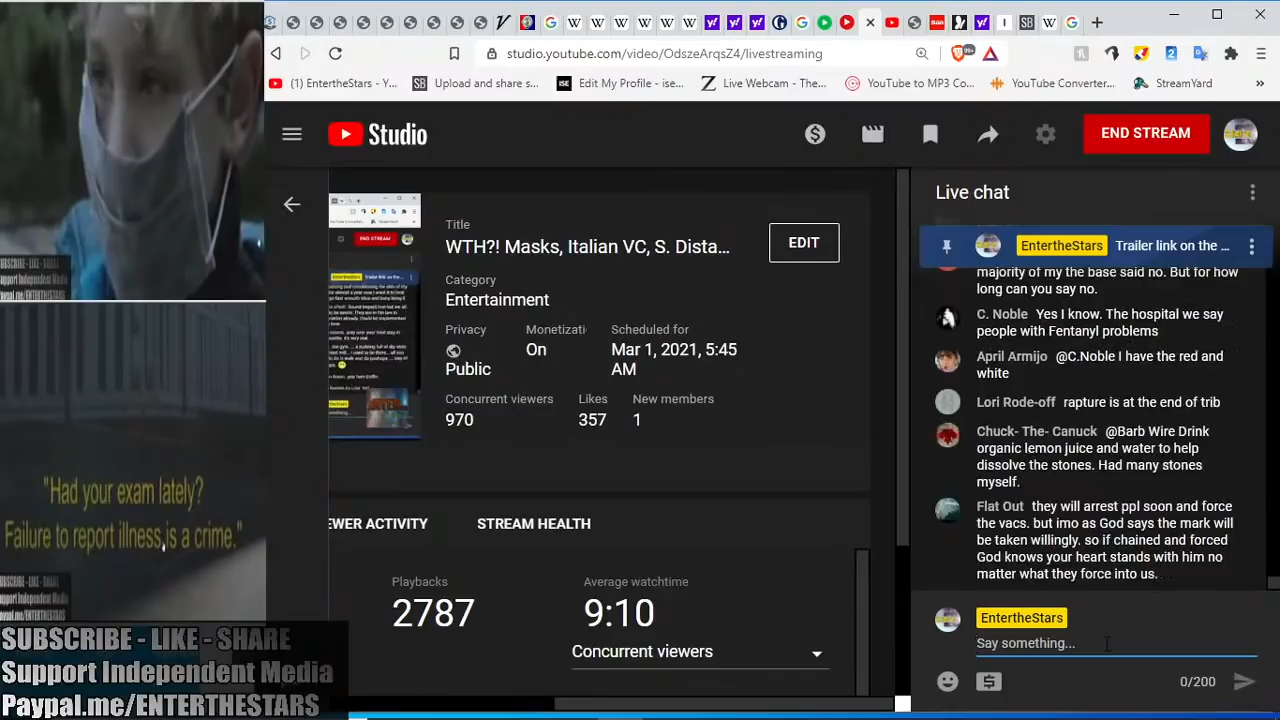 studio.youtube.com/video/OdszeArqsZ4/livestreaming
99+
(1) EntertheStars - Y...
SB Upload and share s...
ISE Edit My Profile - ise...
Live Webcam - The...
YouTube to MP3 Co...
YouTube Converter...
StreamYard
»
Studio
END STREAM
Live chat
EntertheStars Trailer link on the ...
majority of my the base said no. But for how
long can you say no.
C. Noble Yes I know. The hospital we say
people with Fentanyl problems
April Armijo @C.Noble I have the red and
white
Lori Rode-off rapture is at the end of trib
Chuck- The- Canuck @Barb Wire Drink
organic lemon juice and water to help
dissolve the stones. Had many stones
myself.
Flat Out they will arrest ppl soon and force
the vacs. but imo as God says the mark will
be taken willingly. so if chained and forced
God knows your heart stands with him no
matter what they force into us.
EntertheStars
Say something...
0/200
Title
WTH?! Masks, Italian VC, S. Dista...
EDIT
Category
Entertainment
Privacy
Public
Monetizati
On
Scheduled for
Mar 1, 2021, 5:45
AM
Concurrent viewers
970
Likes
357
New members
1
EWER ACTIVITY
STREAM HEALTH
Playbacks
2787
Average watchtime
9:10
Concurrent viewers
"Had your exam lately?
Failure to report illness is a crime."
SUBSCRIBE - LIKE - SHARE
Support Independent Media
Paypal.me/ENTERTHESTARS